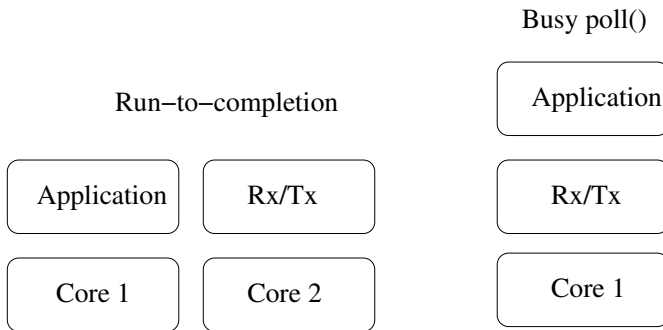 Busy poll()
Run−to−completion
Application
Application Rx/Tx
Rx/Tx
Core 1 Core 2
Core 1